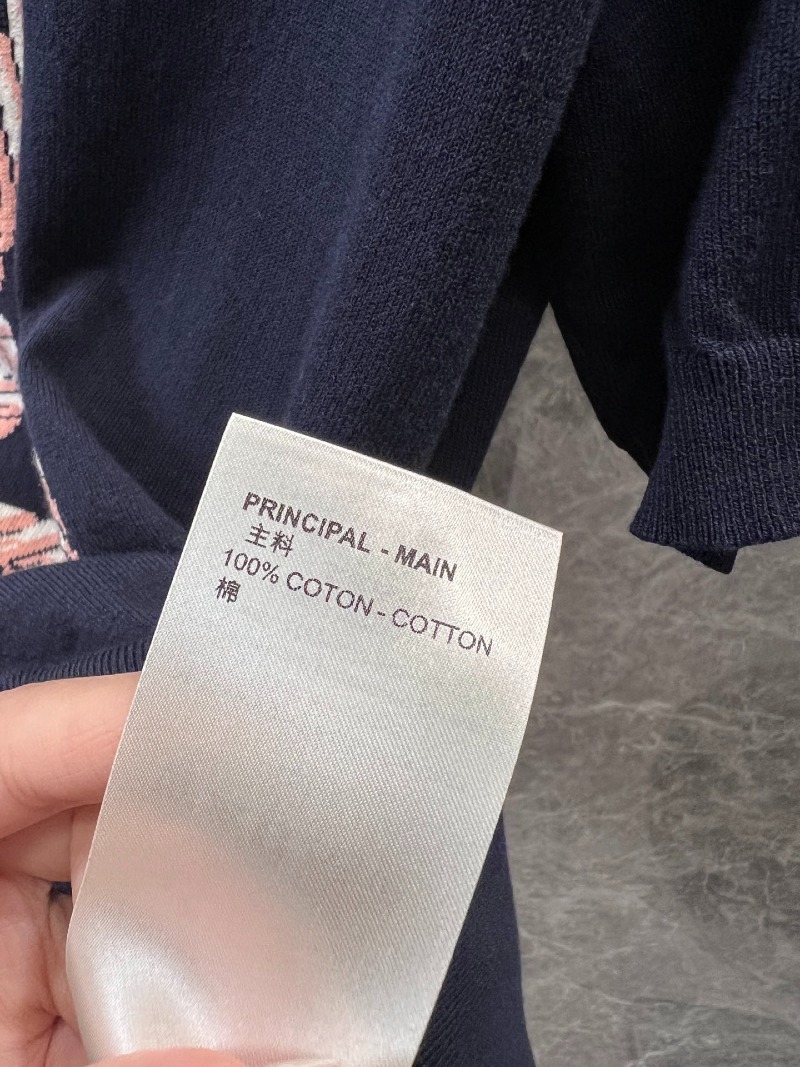 PRINCIPAL - MAIN
主料
100% COTON - COTTON
棉